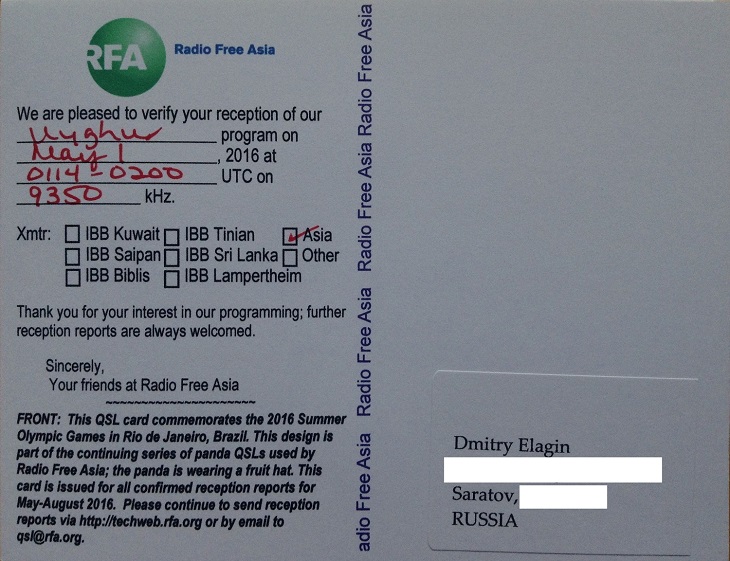 RFA Radio Free Asia
We are pleased to verify your reception of our
Uyghur program on
May 1, 2016 at
0114-0200 UTC on
9350 kHz.
Xmtr: IBB Kuwait IBB Tinian Asia
IBB Saipan IBB Sri Lanka Other
IBB Biblis IBB Lampertheim
Thank you for your interest in our programming; further
reception reports are always welcomed.
Sincerely,
Your friends at Radio Free Asia
~~~~~~~~~~~~~~~~~~~~
FRONT: This QSL card commemorates the 2016 Summer
Olympic Games in Rio de Janeiro, Brazil. This design is
part of the continuing series of panda QSLs used by
Radio Free Asia; the panda is wearing a fruit hat. This
card is issued for all confirmed reception reports for
May-August 2016. Please continue to send reception
reports via http://techweb.rfa.org or by email to
qsl@rfa.org.
adio Free Asia Radio Free Asia Radio Free Asia Radio Free Asia
Dmitry Elagin
Saratov,
RUSSIA